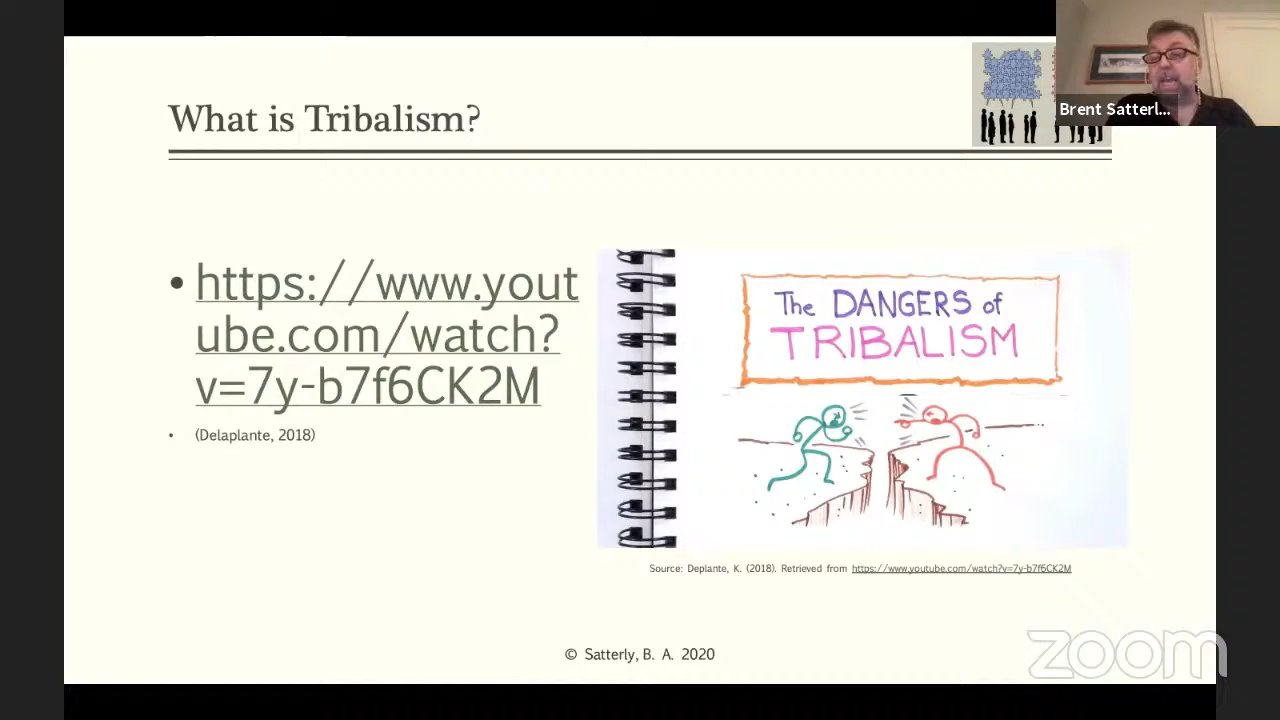 What is Tribalism?
Brent Satterl...
• https://www.yout
ube.com/watch?
v=7y-b7f6CK2M
• (Delaplante, 2018)
The DANGERS of
TRIBALISM
Source: Deplante, K. (2018). Retrieved from https://www.youtube.com/watch?v=7y-b7f6CK2M
© Satterly, B. A. 2020
zoom